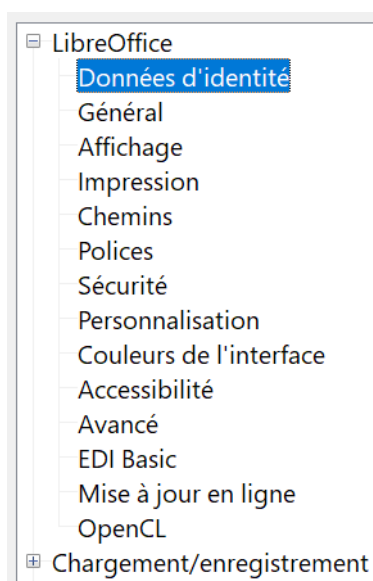 LibreOffice
Données d'identité
Général
Affichage
Impression
Chemins
Polices
Sécurité
Personnalisation
Couleurs de l'interface
Accessibilité
Avancé
EDI Basic
Mise à jour en ligne
OpenCL
Chargement/enregistrement